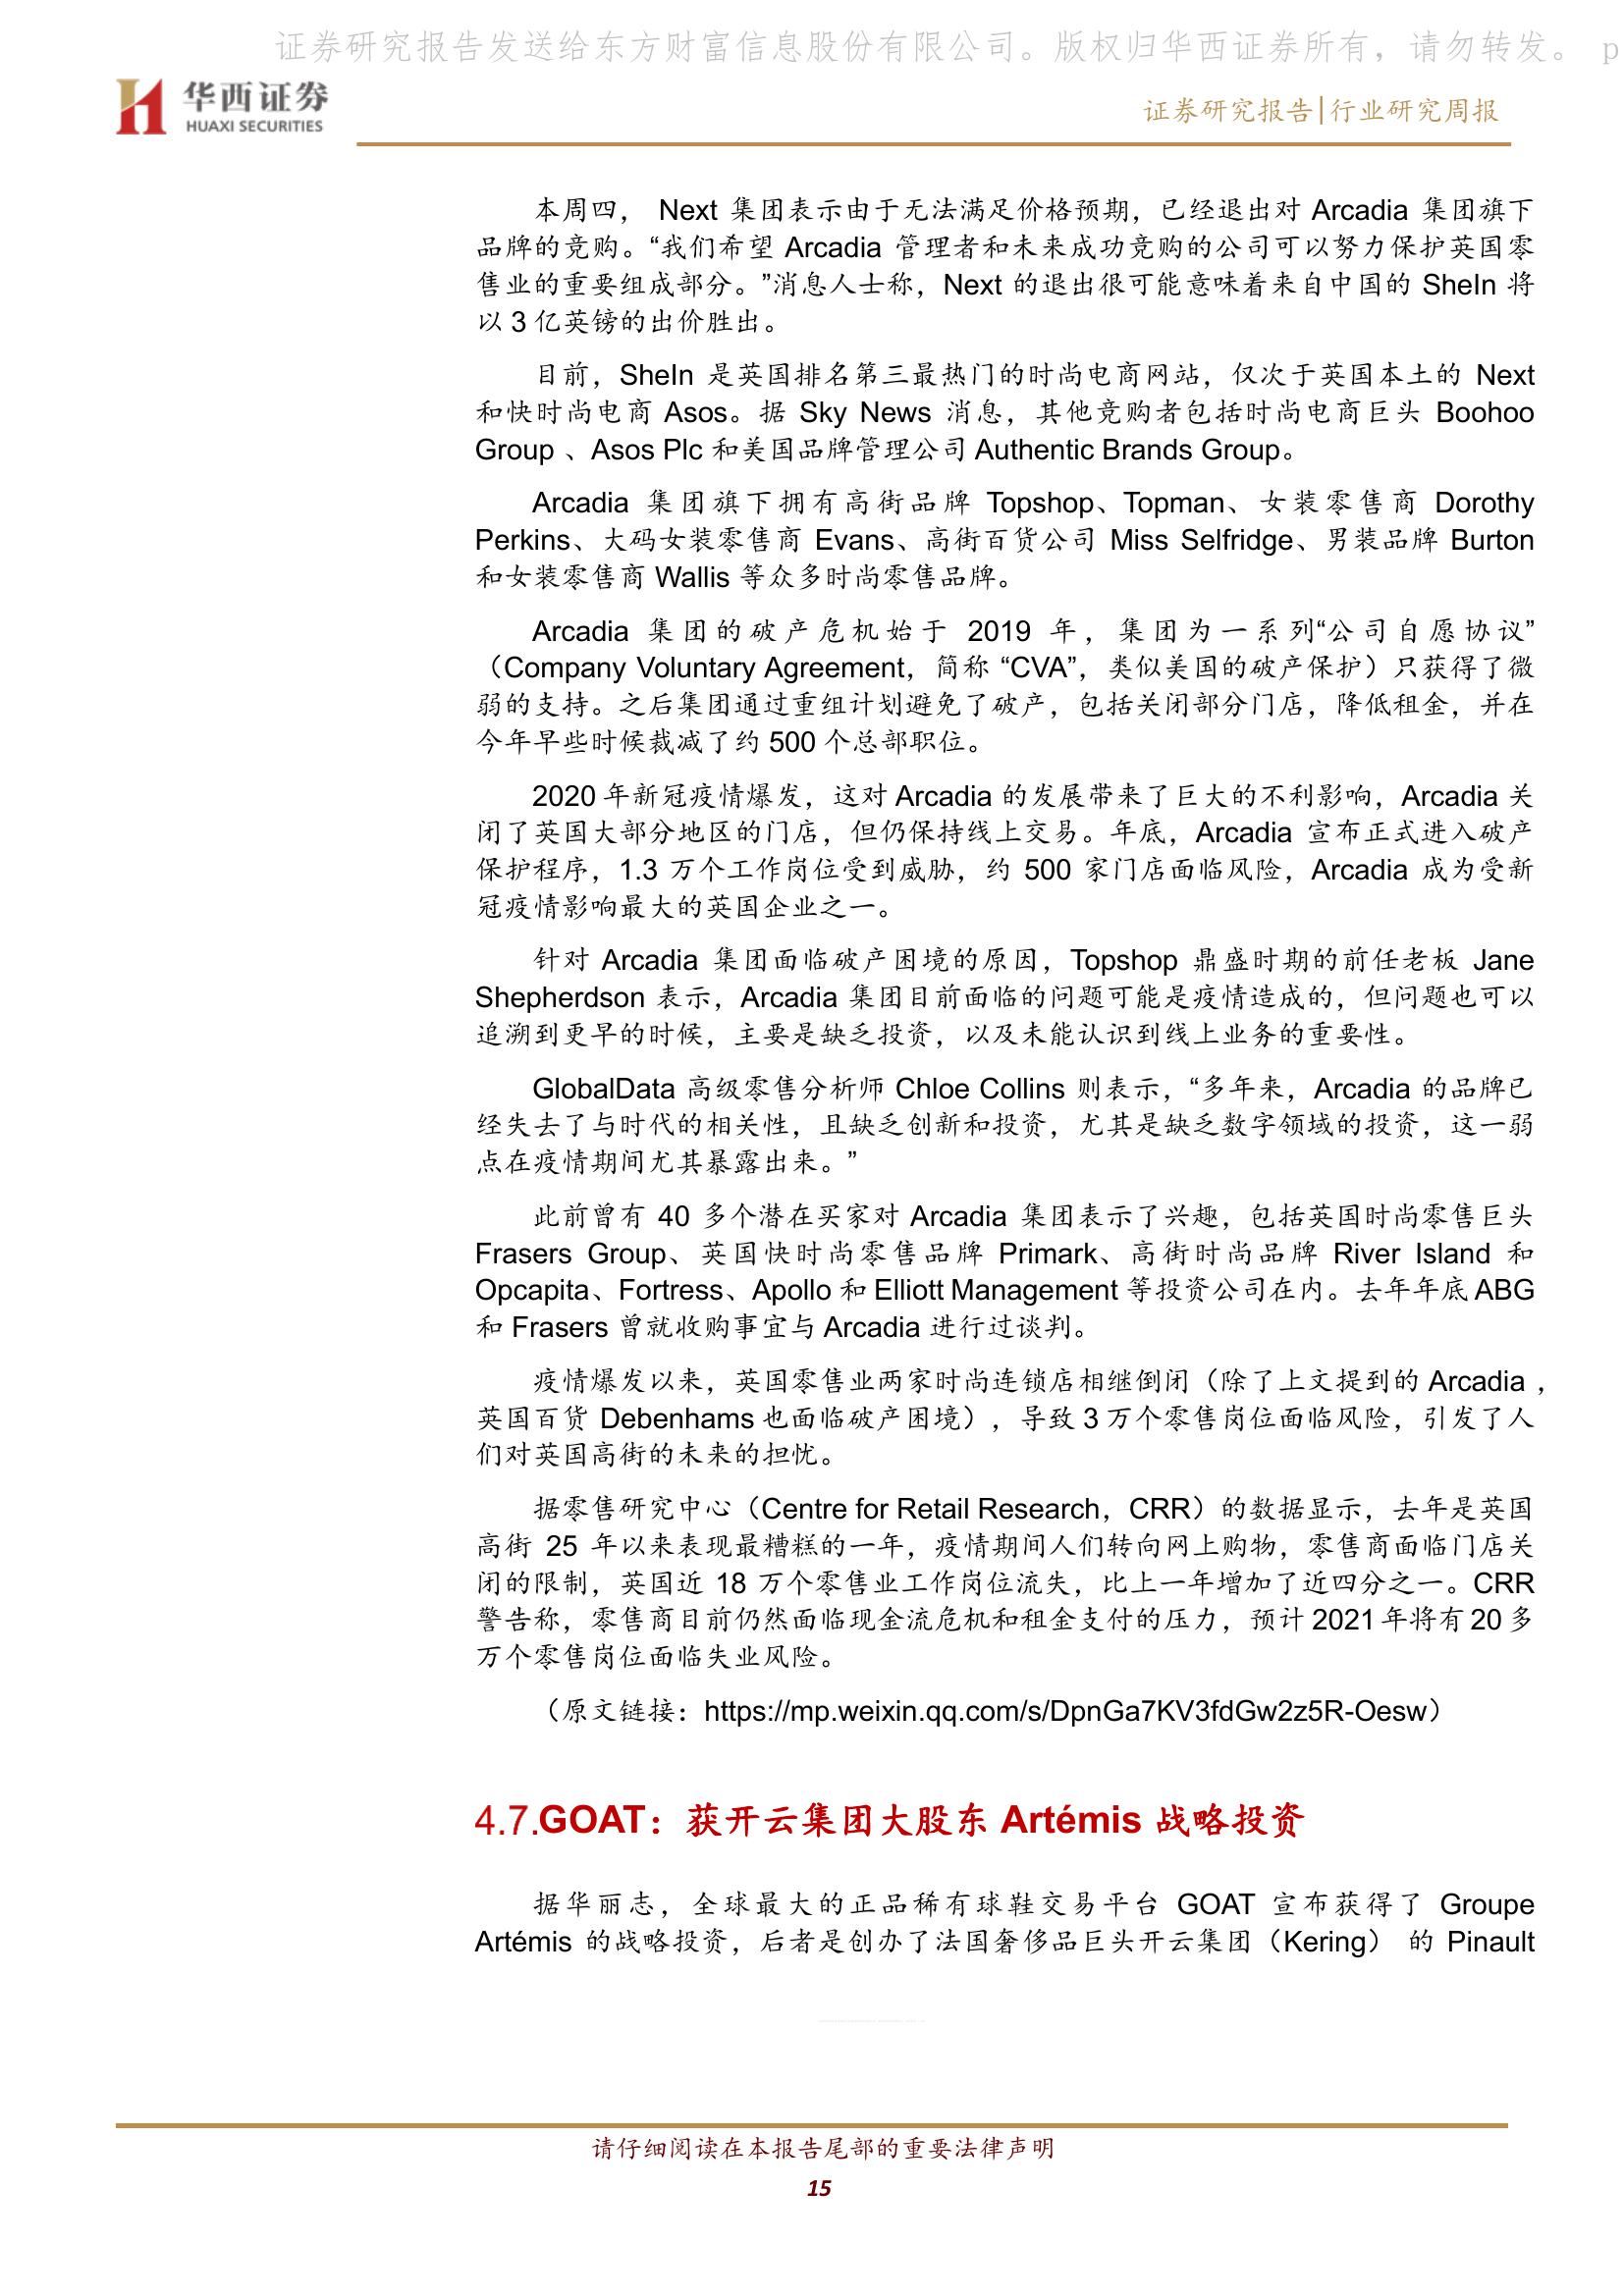 证券研究报告发送给东方财富信息股份有限公司。版权归华西证券所有，请勿转发。 p
华西证券
HUAXI SECURITIES
证券研究报告|行业研究周报
本周四， Next 集团表示由于无法满足价格预期，已经退出对 Arcadia 集团旗下
品牌的竞购。“我们希望 Arcadia 管理者和未来成功竞购的公司可以努力保护英国零
售业的重要组成部分。”消息人士称，Next 的退出很可能意味着来自中国的 SheIn 将
以 3 亿英镑的出价胜出。
目前，SheIn 是英国排名第三最热门的时尚电商网站，仅次于英国本土的 Next
和快时尚电商 Asos。据 Sky News 消息，其他竞购者包括时尚电商巨头 Boohoo
Group 、Asos Plc 和美国品牌管理公司 Authentic Brands Group。
Arcadia 集团旗下拥有高街品牌 Topshop、Topman、女装零售商 Dorothy
Perkins、大码女装零售商 Evans、高街百货公司 Miss Selfridge、男装品牌 Burton
和女装零售商 Wallis 等众多时尚零售品牌。
Arcadia 集团的破产危机始于 2019 年，集团为一系列“公司自愿协议”
（Company Voluntary Agreement，简称 “CVA”，类似美国的破产保护）只获得了微
弱的支持。之后集团通过重组计划避免了破产，包括关闭部分门店，降低租金，并在
今年早些时候裁减了约 500 个总部职位。
2020 年新冠疫情爆发，这对 Arcadia 的发展带来了巨大的不利影响，Arcadia 关
闭了英国大部分地区的门店，但仍保持线上交易。年底，Arcadia 宣布正式进入破产
保护程序，1.3 万个工作岗位受到威胁，约 500 家门店面临风险，Arcadia 成为受新
冠疫情影响最大的英国企业之一。
针对 Arcadia 集团面临破产困境的原因，Topshop 鼎盛时期的前任老板 Jane
Shepherdson 表示，Arcadia 集团目前面临的问题可能是疫情造成的，但问题也可以
追溯到更早的时候，主要是缺乏投资，以及未能认识到线上业务的重要性。
GlobalData 高级零售分析师 Chloe Collins 则表示，“多年来，Arcadia 的品牌已
经失去了与时代的相关性，且缺乏创新和投资，尤其是缺乏数字领域的投资，这一弱
点在疫情期间尤其暴露出来。”
此前曾有 40 多个潜在买家对 Arcadia 集团表示了兴趣，包括英国时尚零售巨头
Frasers Group、英国快时尚零售品牌 Primark、高街时尚品牌 River Island 和
Opcapita、Fortress、Apollo 和 Elliott Management 等投资公司在内。去年年底 ABG
和 Frasers 曾就收购事宜与 Arcadia 进行过谈判。
疫情爆发以来，英国零售业两家时尚连锁店相继倒闭（除了上文提到的 Arcadia，
英国百货 Debenhams 也面临破产困境），导致 3 万个零售岗位面临风险，引发了人
们对英国高街的未来的担忧。
据零售研究中心（Centre for Retail Research，CRR）的数据显示，去年是英国
高街 25 年以来表现最糟糕的一年，疫情期间人们转向网上购物，零售商面临门店关
闭的限制，英国近 18 万个零售业工作岗位流失，比上一年增加了近四分之一。CRR
警告称，零售商目前仍然面临现金流危机和租金支付的压力，预计 2021 年将有 20 多
万个零售岗位面临失业风险。
（原文链接：https://mp.weixin.qq.com/s/DpnGa7KV3fdGw2z5R-Oesw）
4.7.GOAT：获开云集团大股东 Artémis 战略投资
据华丽志，全球最大的正品稀有球鞋交易平台 GOAT 宣布获得了 Groupe
Artémis 的战略投资，后者是创办了法国奢侈品巨头开云集团（Kering） 的 Pinault
请仔细阅读在本报告尾部的重要法律声明
15